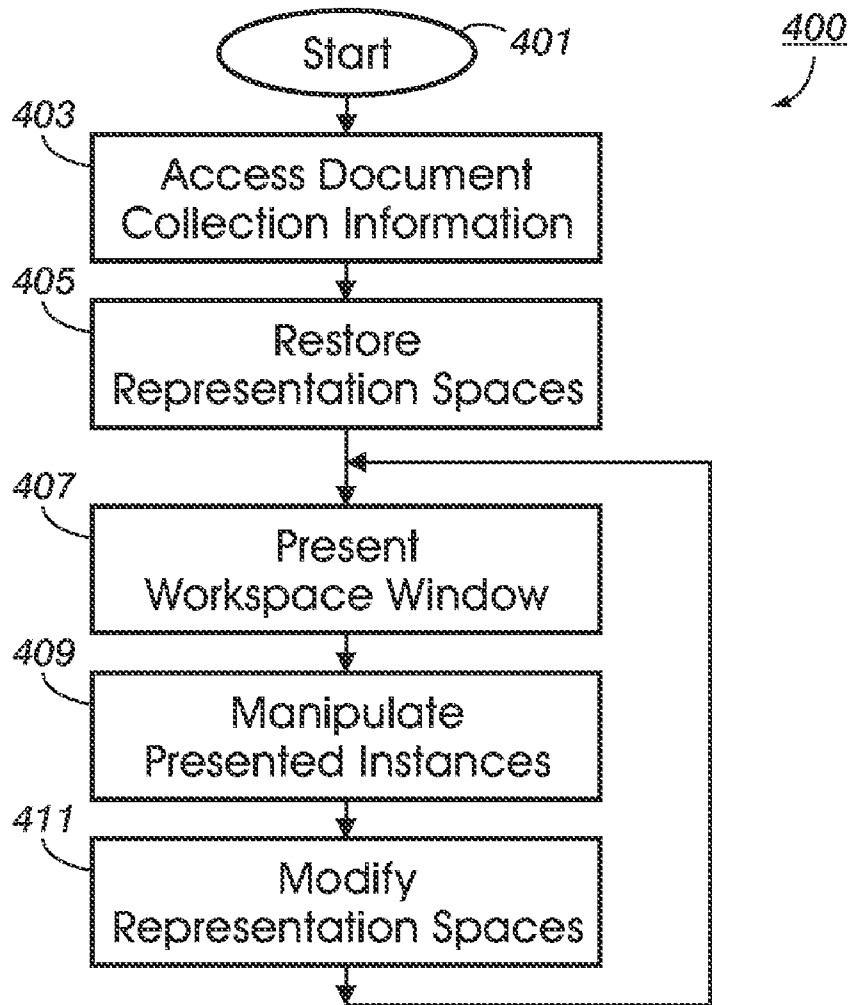 Start
401
400
403
Access Document
Collection Information
405
Restore
Representation Spaces
407
Present
Workspace Window
409
Manipulate
Presented Instances
411
Modify
Representation Spaces